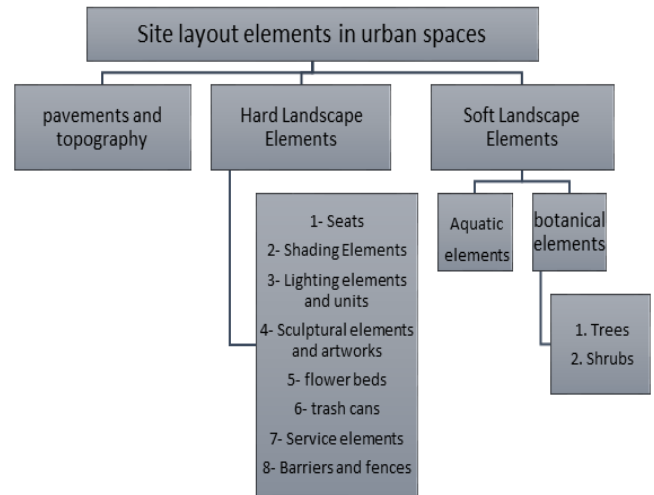 Site layout elements in urban spaces
pavements and
topography
Hard Landscape
Elements
Soft Landscape
Elements
1- Seats
2- Shading Elements
3- Lighting elements
and units
4- Sculptural elements
and artworks
5- flower beds
6- trash cans
7- Service elements
8- Barriers and fences
Aquatic
elements
botanical
elements
1. Trees
2. Shrubs